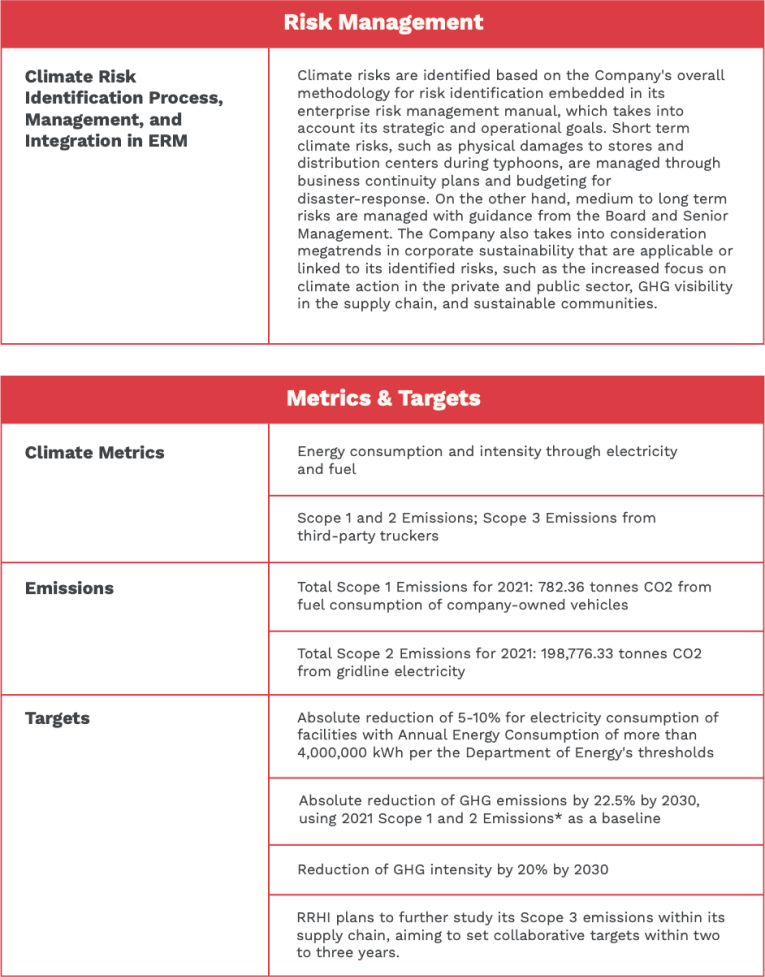 Risk Management
Climate Risk
Identification Process,
Management, and
Integration in ERM
Climate risks are identified based on the Company's overall
methodology for risk identification embedded in its
enterprise risk management manual, which takes into
account its strategic and operational goals. Short term
climate risks, such as physical damages to stores and
distribution centers during typhoons, are managed through
business continuity plans and budgeting for
disaster-response. On the other hand, medium to long term
risks are managed with guidance from the Board and Senior
Management. The Company also takes into consideration
megatrends in corporate sustainability that are applicable or
linked to its identified risks, such as the increased focus on
climate action in the private and public sector, GHG visibility
in the supply chain, and sustainable communities.
Metrics & Targets
Climate Metrics
Energy consumption and intensity through electricity
and fuel
Scope 1 and 2 Emissions; Scope 3 Emissions from
third-party truckers
Emissions
Total Scope 1 Emissions for 2021: 782.36 tonnes CO2 from
fuel consumption of company-owned vehicles
Total Scope 2 Emissions for 2021: 198,776.33 tonnes CO2
from gridline electricity
Targets
Absolute reduction of 5-10% for electricity consumption of
facilities with Annual Energy Consumption of more than
4,000,000 kWh per the Department of Energy's thresholds
Absolute reduction of GHG emissions by 22.5% by 2030,
using 2021 Scope 1 and 2 Emissions* as a baseline
Reduction of GHG intensity by 20% by 2030
RRHI plans to further study its Scope 3 emissions within its
supply chain, aiming to set collaborative targets within two
to three years.